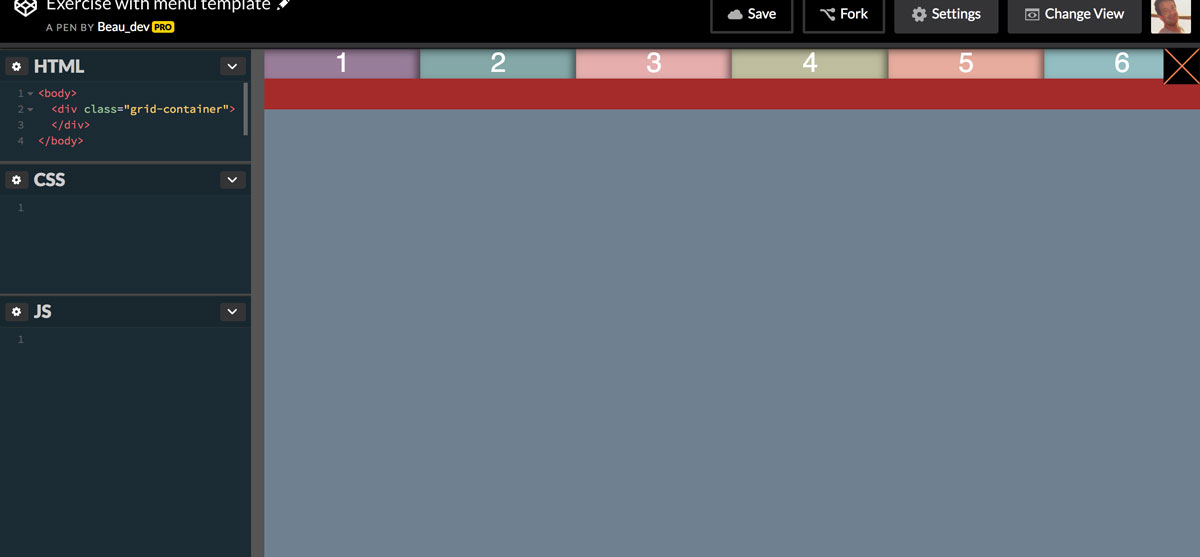 Exercise with menu template
A PEN BY Beau_dev PRO
Save Fork Settings Change View
HTML
1 <body>
2 <div class="grid-container">
3 </div>
4 </body>
CSS
1
JS
1
1 2 3 4 5 6